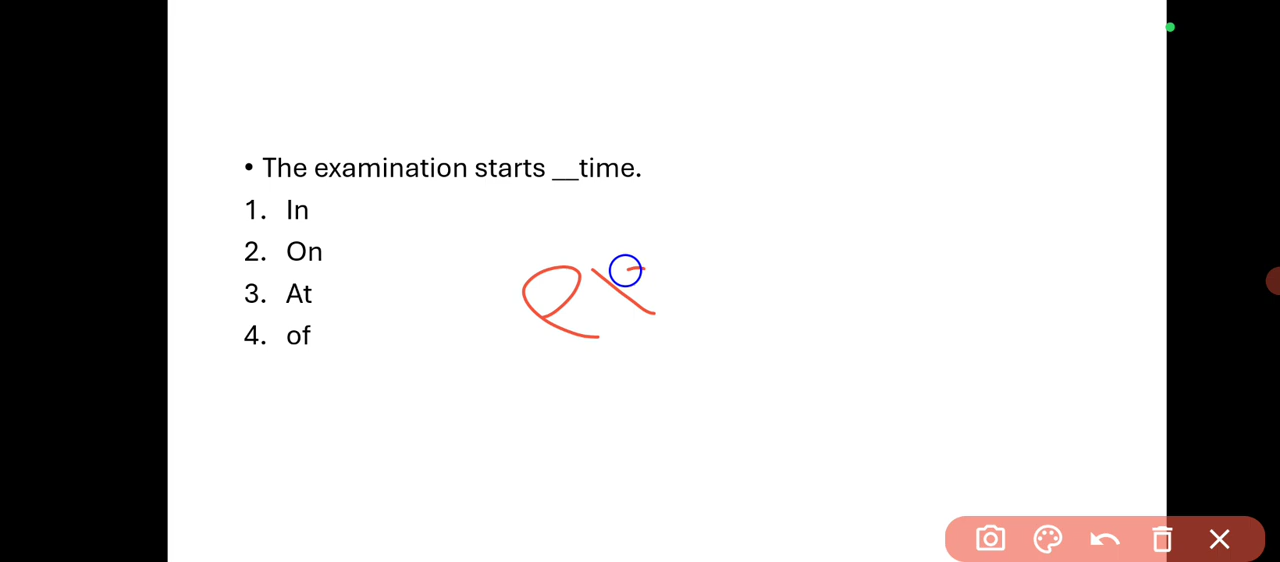 • The examination starts __time.
1. In
2. On
3. At
4. of